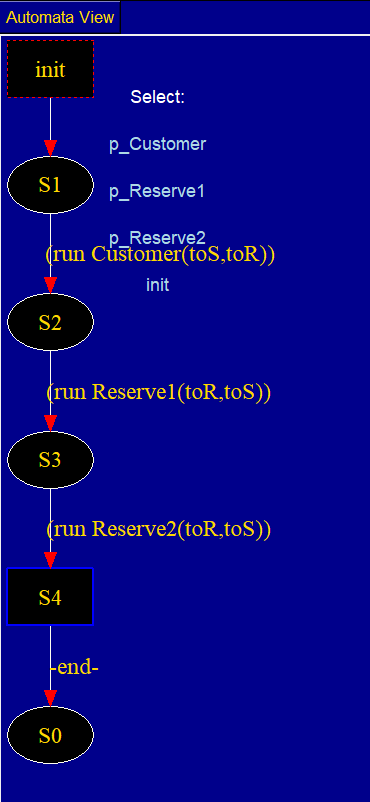 Automata View
init
Select:
p_Customer
S1
p_Reserve1
p_Reserve2
(run Customer(toS,toR))
init
S2
(run Reserve1(toR,toS))
S3
(run Reserve2(toR,toS))
S4
-end-
S0